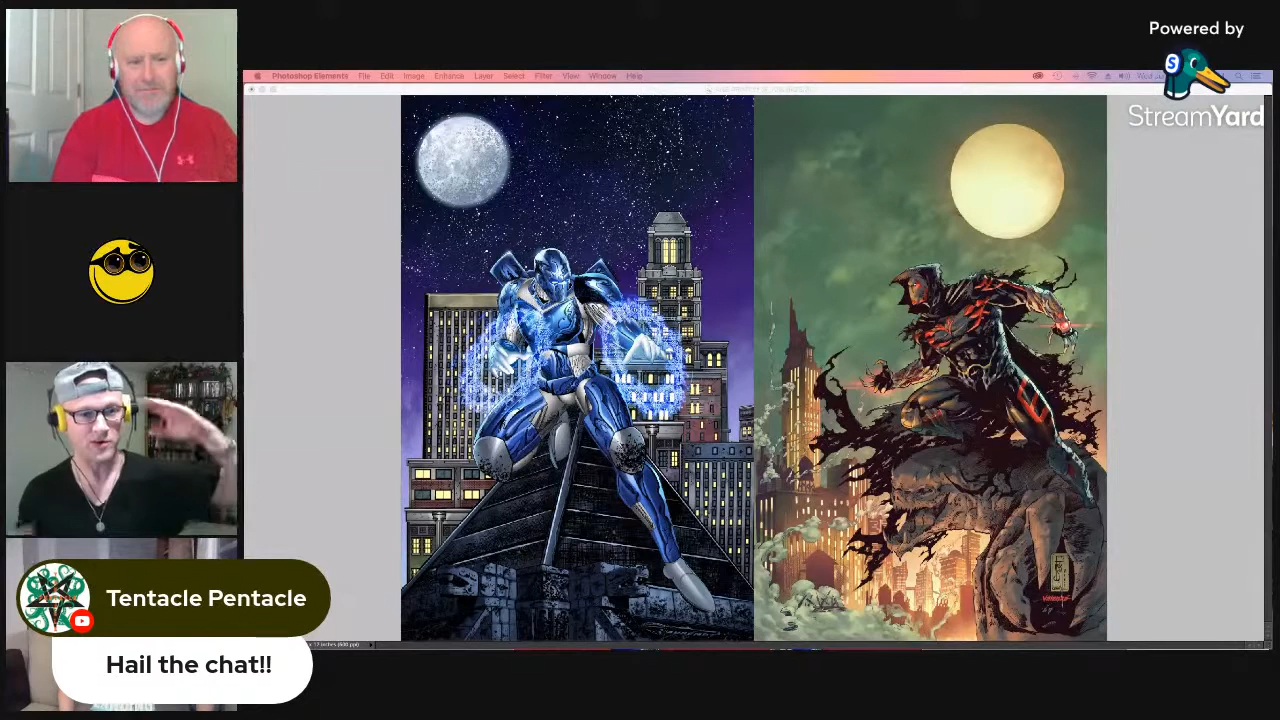 Powered by
StreamYard
Photoshop Elements File Edit Image Enhance Layer Select Filter View Window Help
Tentacle Pentacle
Hail the chat!!